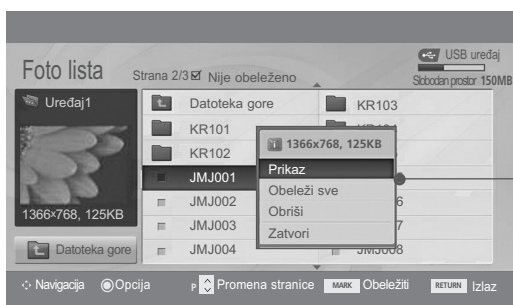 Foto lista
Strana 2/3 Nije obeleženo
USB uređaj
Slobodan prostor 150MB
Uređaj1
1366x768, 125KB
Datoteka gore
Datoteka gore
KR101
KR102
JMJ001
JMJ002
JMJ003
JMJ004
KR103
1366x768, 125KB
Prikaz
Obeleži sve
Obriši
Zatvori
Navigacija
Opcija
P Promena stranice
MARK Obeležiti
RETURN Izlaz